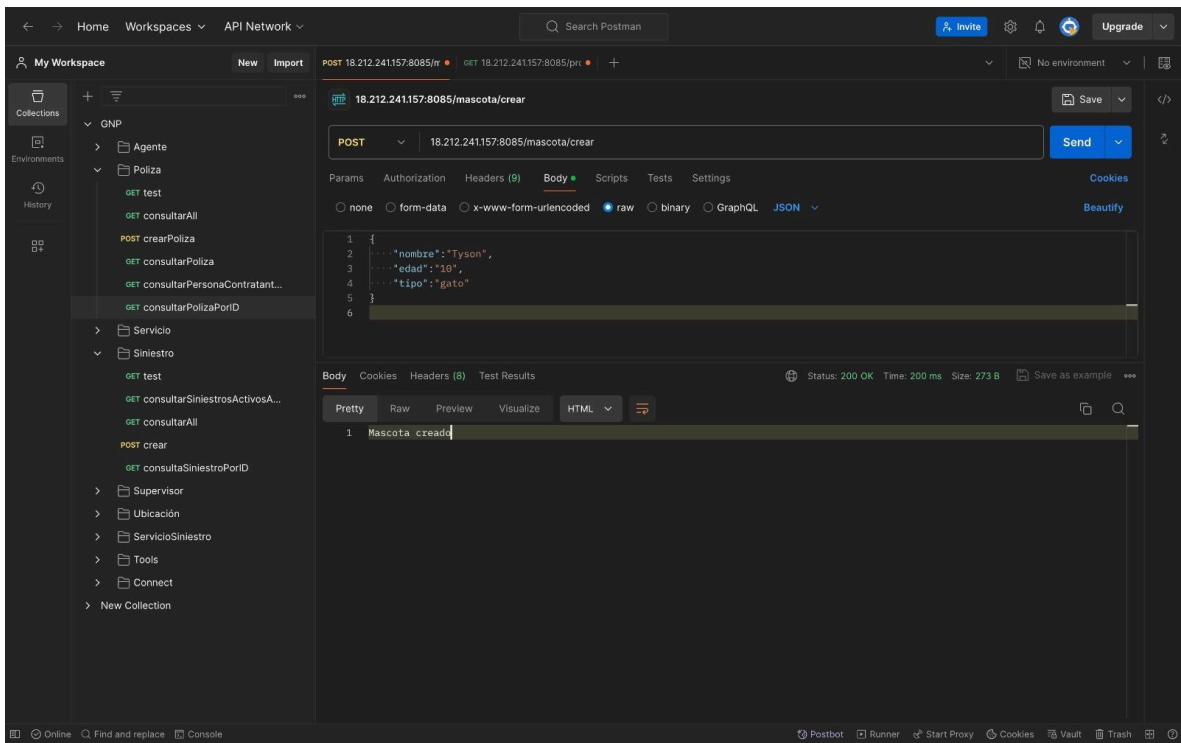 Home Workspaces API Network Search Postman Invite Upgrade
My Workspace New Import POST 18.212.241.157:8085/m GET 18.212.241.157:8085/prc No environment
Collections
Environments
History
GNP
Agente
Poliza
GET test
GET consultarAll
POST crearPoliza
GET consultarPoliza
GET consultarPersonaContratant...
GET consultarPolizaPorID
Servicio
Siniestro
GET test
GET consultarSiniestrosActivosA...
GET consultarAll
POST crear
GET consultaSiniestroPorID
Supervisor
Ubicación
ServicioSiniestro
Tools
Connect
New Collection
HTTP 18.212.241.157:8085/mascota/crear Save
POST 18.212.241.157:8085/mascota/crear Send
Params Authorization Headers (9) Body Scripts Tests Settings Cookies
none form-data x-www-form-urlencoded raw binary GraphQL JSON Beautify
1 {
2 "nombre":"Tyson",
3 "edad":"10",
4 "tipo":"gato"
5 }
6
Body Cookies Headers (8) Test Results Status: 200 OK Time: 200 ms Size: 273 B Save as example
Pretty Raw Preview Visualize HTML
1 Mascota creado
Online Find and replace Console Postbot Runner Start Proxy Cookies Vault Trash